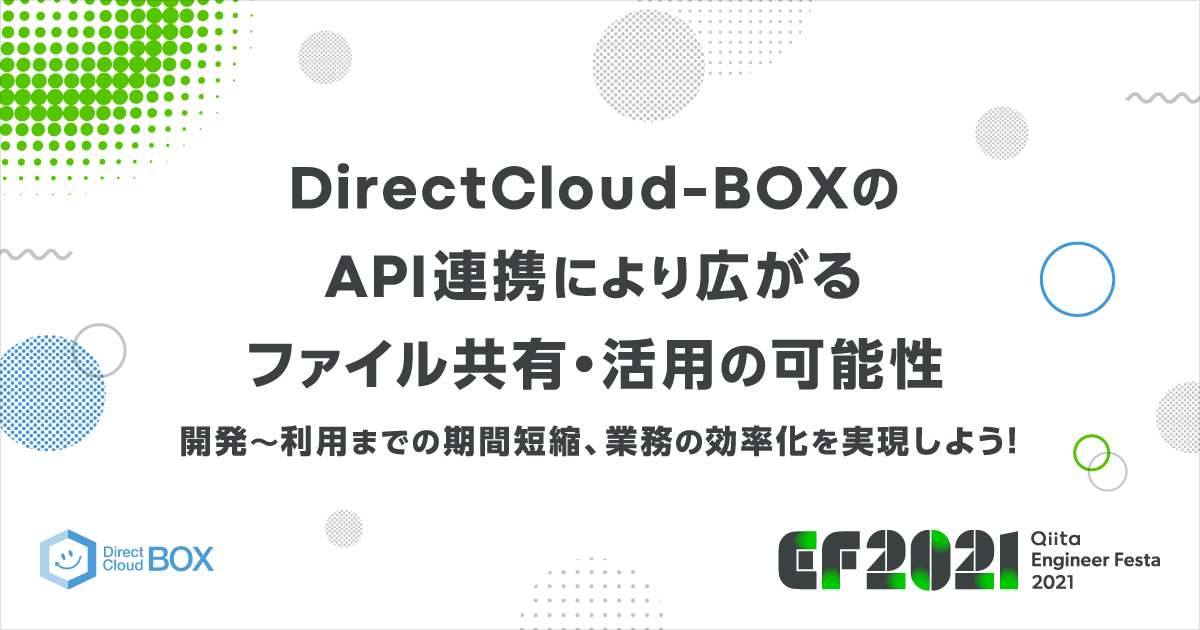 DirectCloud-BOXの
API連携により広がる
ファイル共有・活用の可能性
開発〜利用までの期間短縮、業務の効率化を実現しよう!
Direct
Cloud BOX
EF2021
Qiita
Engineer Festa
2021